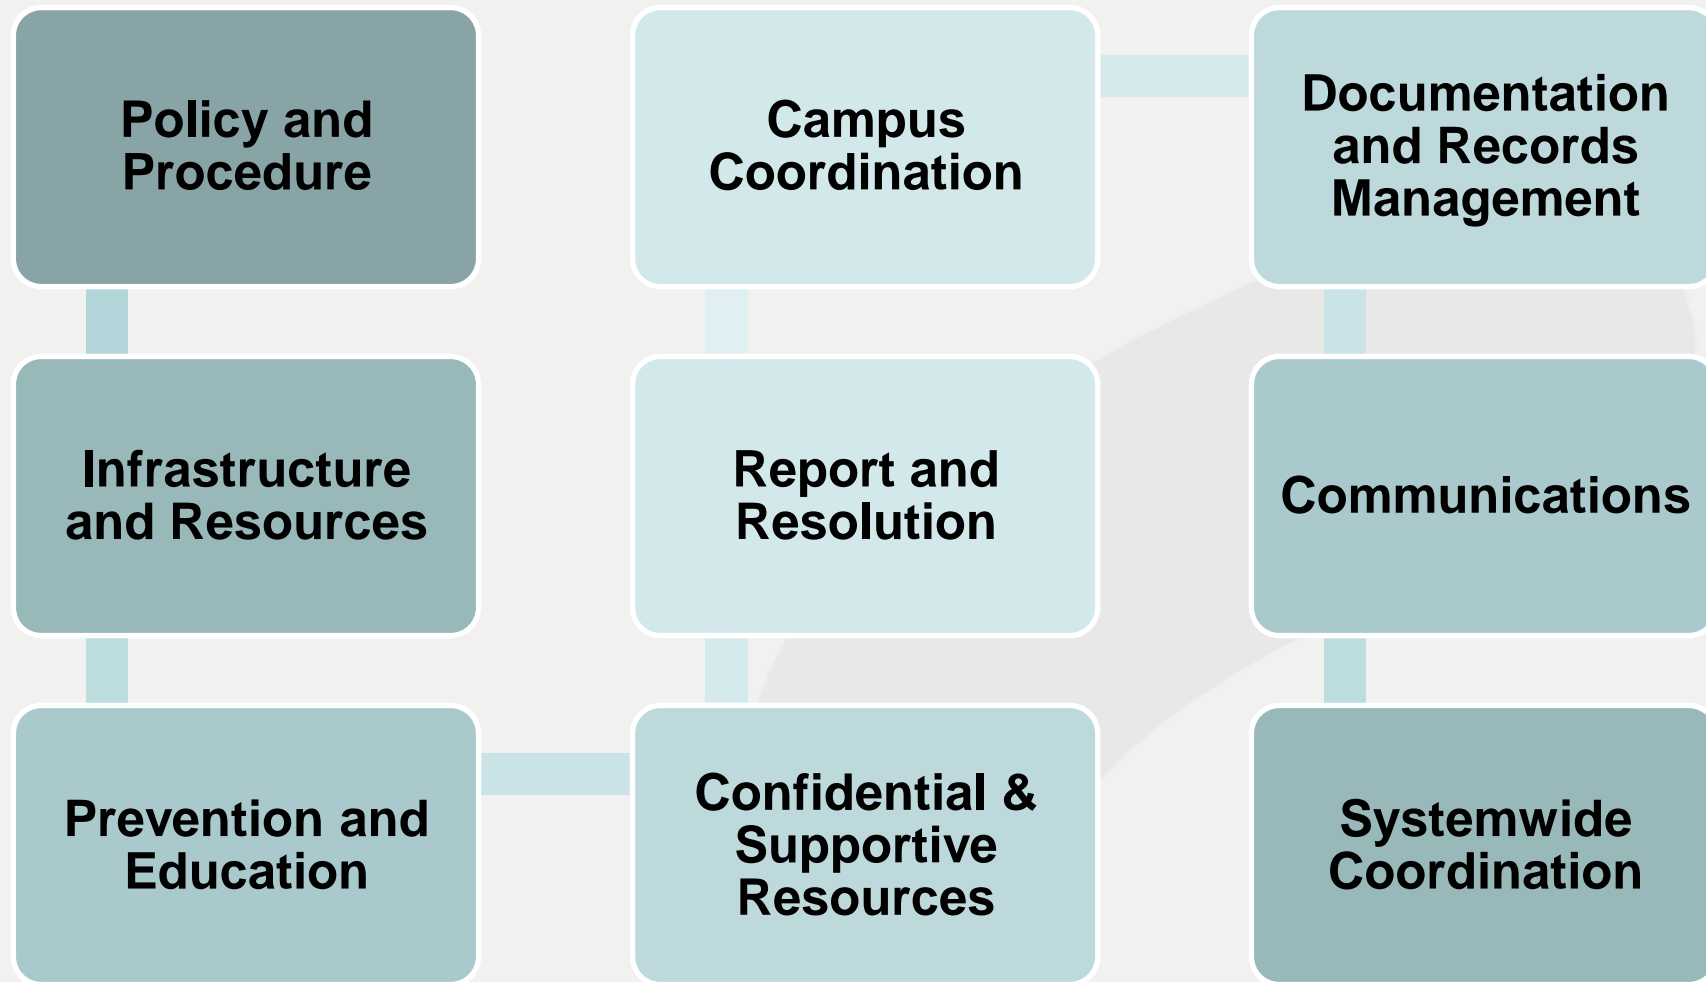 Policy and
Procedure
Infrastructure
and Resources
Prevention and
Education
Confidential &
Supportive
Resources
Report and
Resolution
Campus
Coordination
Documentation
and Records
Management
Communications
Systemwide
Coordination